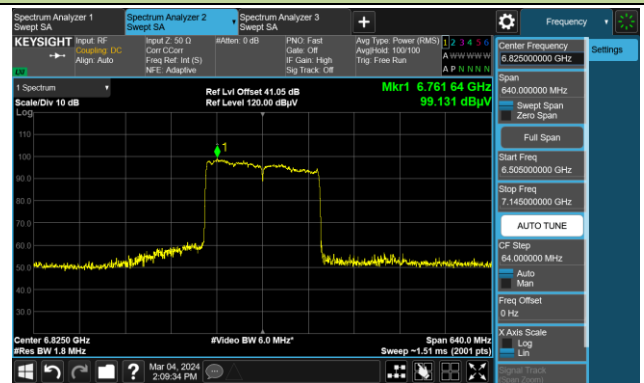 Spectrum Analyzer 1
Swept SA
Spectrum Analyzer 2
Swept SA
Spectrum Analyzer 3
Swept SA
+
Frequency
KEYSIGHT
Input: RF
Coupling: DC
Align: Auto
Input Z: 50 Ω
Corr CCorr
Freq Ref: Int (S)
NFE: Adaptive
#Atten: 0 dB
PNO: Fast
Gate: Off
IF Gain: High
Sig Track: Off
Avg Type: Power (RMS)
Avg|Hold: 100/100
Trig: Free Run
1 2 3 4 5 6
A W W W W W
A P N N N N
1 Spectrum
Scale/Div 10 dB
Log
Ref Lvl Offset 41.05 dB
Ref Level 120.00 dBµV
Mkr1 6.761 64 GHz
99.131 dBµV
1
110
100
90.0
80.0
70.0
60.0
50.0
40.0
30.0
Center 6.8250 GHz
#Res BW 1.8 MHz
#Video BW 6.0 MHz*
Span 640.0 MHz
Sweep ~1.51 ms (2001 pts)
Center Frequency
6.825000000 GHz
Settings
Span
640.000000 MHz
Swept Span
Zero Span
Full Span
Start Freq
6.505000000 GHz
Stop Freq
7.145000000 GHz
AUTO TUNE
CF Step
64.000000 MHz
Auto
Man
Freq Offset
0 Hz
X Axis Scale
Log
Lin
Signal Track
(Span Zoom)
?
Mar 04, 2024
2:09:34 PM